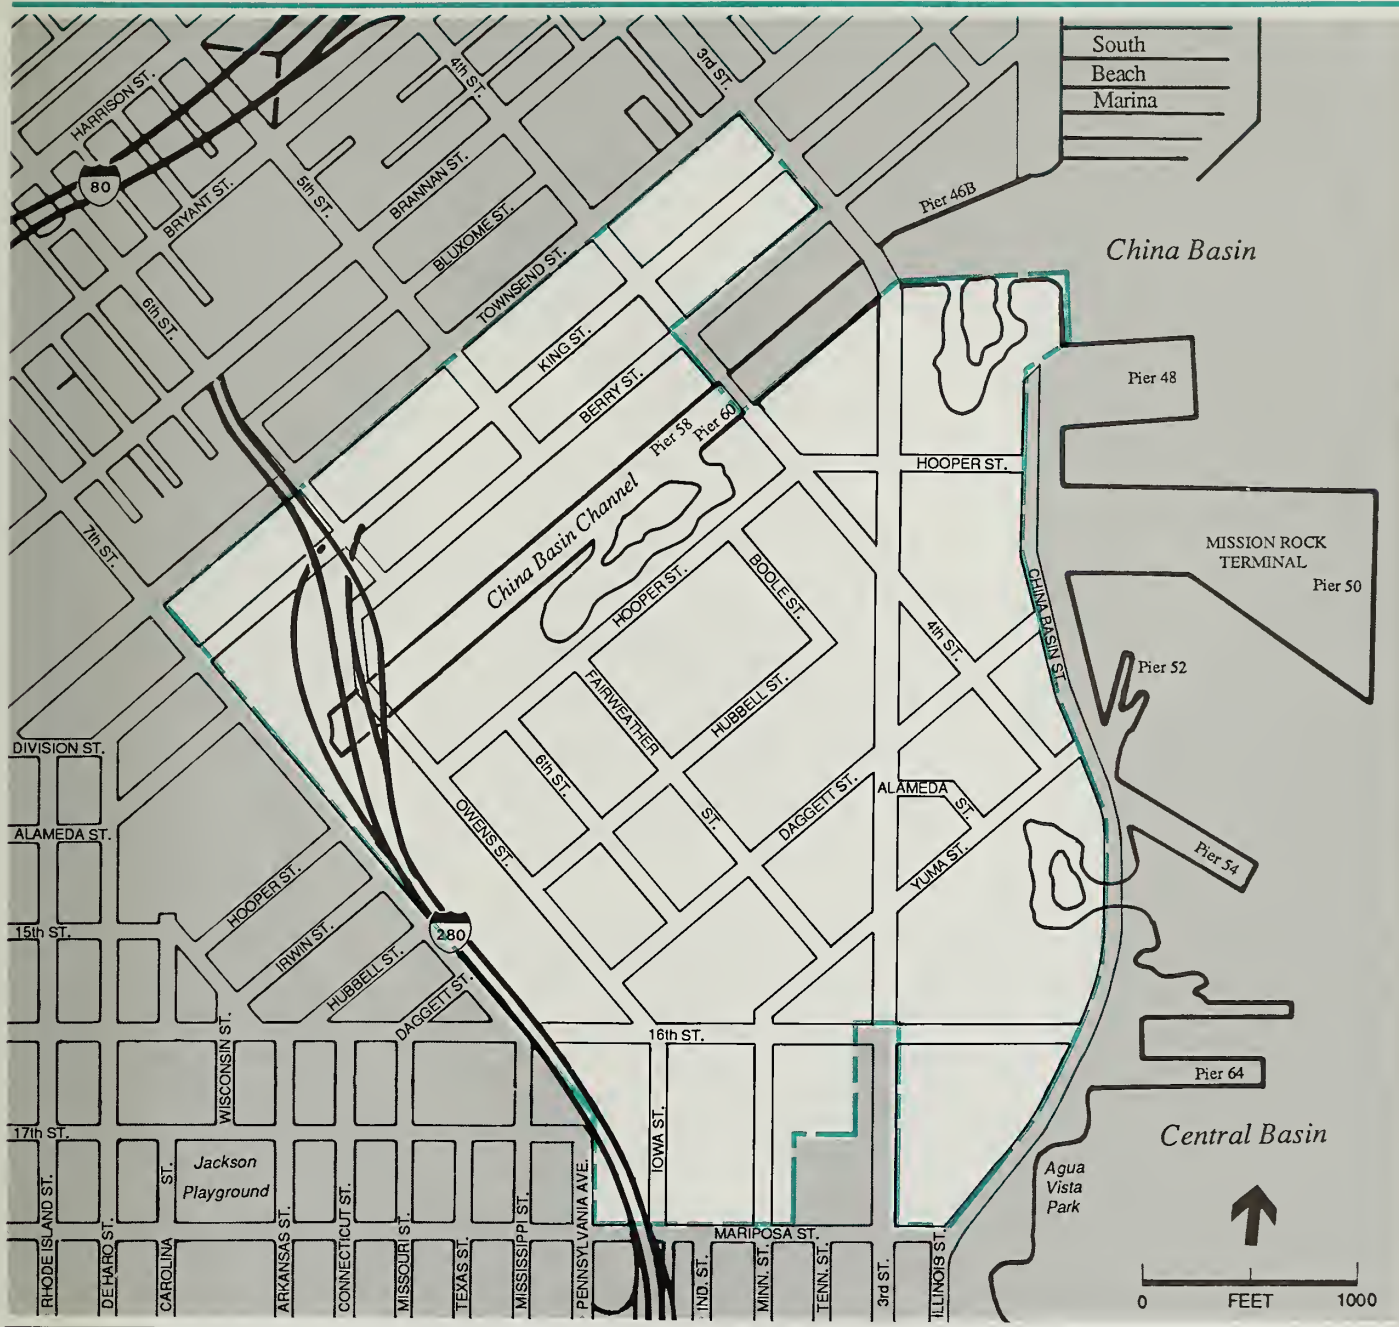 South
Beach
Marina
3rd ST.
4th ST.
HARRISON ST.
80
5th ST.
BRANNAN ST.
BRYANT ST.
BLUXOME ST.
Pier 46B
China Basin
TOWNSEND ST.
6th ST.
KING ST.
Pier 48
BERRY ST.
Pier 58
Pier 60
HOOPER ST.
China Basin Channel
7th ST.
MISSION ROCK
TERMINAL
Pier 50
BOOLE ST.
HOOPER ST.
CHINA BASIN ST.
4th ST.
Pier 52
FAIRWEATHER
ST.
HUBBELL ST.
DIVISION ST.
6th ST.
ALAMEDA
ST.
DAGGETT ST.
OWENS ST.
ALAMEDA ST.
YUMA ST.
Pier 54
HOOPER ST.
280
15th ST.
IRWIN ST.
HUBBELL ST.
DAGGETT ST.
16th ST.
WISCONSIN ST.
Pier 64
17th ST.
IOWA ST.
Central Basin
Jackson
Playground
Agua
Vista
Park
MARIPOSA ST.
RHODE ISLAND ST.
DE HARO ST.
CAROLINA ST.
ARKANSAS ST.
CONNECTICUT ST.
MISSOURI ST.
TEXAS ST.
MISSISSIPPI ST.
PENNSYLVANIA AVE.
IND. ST.
MINN. ST.
TENN. ST.
3rd ST.
ILLINOIS ST.
0 FEET 1000